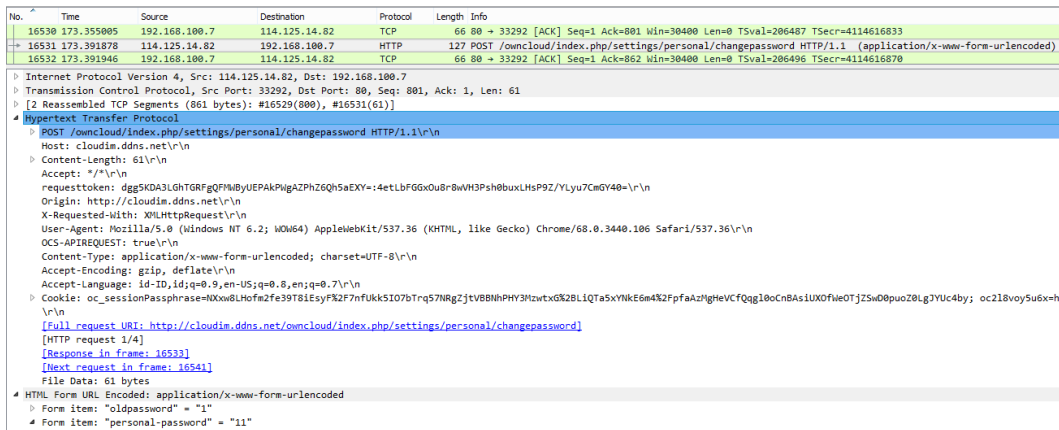 No. Time Source Destination Protocol Length Info
16530 173.355005 192.168.100.7 114.125.14.82 TCP 66 80 → 33292 [ACK] Seq=1 Ack=801 Win=30400 Len=0 TSval=206487 TSecr=4114616833
16531 173.391878 114.125.14.82 192.168.100.7 HTTP 127 POST /owncloud/index.php/settings/personal/changepassword HTTP/1.1 (application/x-www-form-urlencoded)
16532 173.391946 192.168.100.7 114.125.14.82 TCP 66 80 → 33292 [ACK] Seq=1 Ack=862 Win=30400 Len=0 TSval=206496 TSecr=4114616870
Internet Protocol Version 4, Src: 114.125.14.82, Dst: 192.168.100.7
Transmission Control Protocol, Src Port: 33292, Dst Port: 80, Seq: 801, Ack: 1, Len: 61
[2 Reassembled TCP Segments (861 bytes): #16529(800), #16531(61)]
Hypertext Transfer Protocol
POST /owncloud/index.php/settings/personal/changepassword HTTP/1.1\r\n
Host: cloudim.ddns.net\r\n
Content-Length: 61\r\n
Accept: */*\r\n
requesttoken: dgg5KDA3LGhTGRFgQFMWByUEPAkPWgAZPhZ6Qh5aEXY=:4etLbFGGxOu8r8wVH3Psh0buxLHsP9Z/YLyu7CmGY40=\r\n
Origin: http://cloudim.ddns.net\r\n
X-Requested-With: XMLHttpRequest\r\n
User-Agent: Mozilla/5.0 (Windows NT 6.2; WOW64) AppleWebKit/537.36 (KHTML, like Gecko) Chrome/68.0.3440.106 Safari/537.36\r\n
OCS-APIREQUEST: true\r\n
Content-Type: application/x-www-form-urlencoded; charset=UTF-8\r\n
Accept-Encoding: gzip, deflate\r\n
Accept-Language: id-ID,id;q=0.9,en-US;q=0.8,en;q=0.7\r\n
Cookie: oc_sessionPassphrase=NXxw8LHofm2fe39T8iEsyF%2F7nfUkk5IO7bTrq57NRgZjtVBBNhPHY3MzwtxG%2BLiQTa5xYNkE6m4%2FpfaAzMgHeVCfQqgl0oCnBAsiUXOfWeOTjZSwD0puoZ0LgJYUc4by; oc2l8voy5u6x=h
\r\n
[Full request URI: http://cloudim.ddns.net/owncloud/index.php/settings/personal/changepassword]
[HTTP request 1/4]
[Response in frame: 16533]
[Next request in frame: 16541]
File Data: 61 bytes
HTML Form URL Encoded: application/x-www-form-urlencoded
Form item: "oldpassword" = "1"
Form item: "personal-password" = "11"